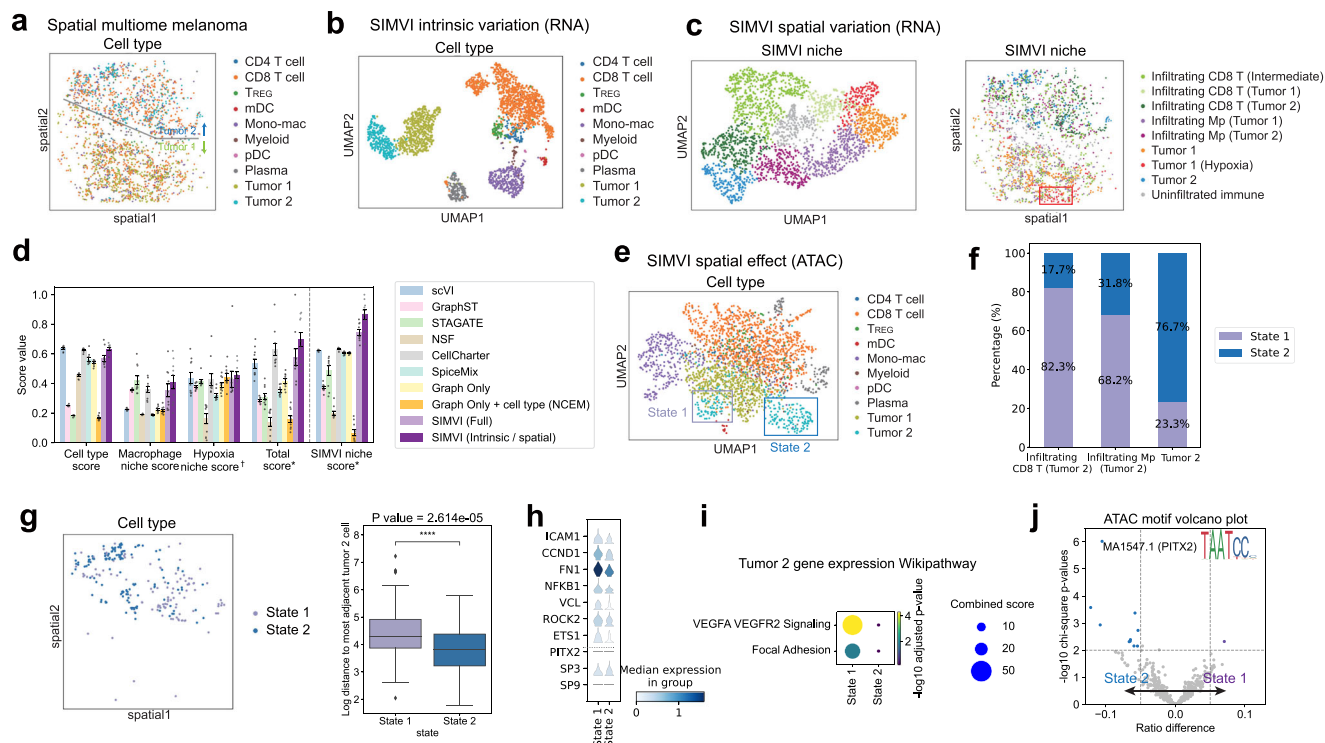 a Spatial multiome melanoma
Cell type
spatial2
Tumor 2
Tumor 1
spatial1
CD4 T cell
CD8 T cell
TREG
mDC
Mono-mac
Myeloid
pDC
Plasma
Tumor 1
Tumor 2
b SIMVI intrinsic variation (RNA)
Cell type
UMAP2
UMAP1
CD4 T cell
CD8 T cell
TREG
mDC
Mono-mac
Myeloid
pDC
Plasma
Tumor 1
Tumor 2
c SIMVI spatial variation (RNA)
SIMVI niche
UMAP2
UMAP1
SIMVI niche
spatial2
spatial1
Infiltrating CD8 T (Intermediate)
Infiltrating CD8 T (Tumor 1)
Infiltrating CD8 T (Tumor 2)
Infiltrating Mp (Tumor 1)
Infiltrating Mp (Tumor 2)
Tumor 1
Tumor 1 (Hypoxia)
Tumor 2
Uninfiltrated immune
d
Score value
1.0
0.8
0.6
0.4
0.2
0.0
Cell type
score
Macrophage
niche score
Hypoxia
niche score†
Total
score*
SIMVI niche
score*
scVI
GraphST
STAGATE
NSF
CellCharter
SpiceMix
Graph Only
Graph Only + cell type (NCEM)
SIMVI (Full)
SIMVI (Intrinsic / spatial)
e SIMVI spatial effect (ATAC)
Cell type
UMAP2
State 1
State 2
UMAP1
CD4 T cell
CD8 T cell
TREG
mDC
Mono-mac
Myeloid
pDC
Plasma
Tumor 1
Tumor 2
f
Percentage (%)
100
80
60
40
20
0
17.7%
82.3%
31.8%
68.2%
76.7%
23.3%
Infiltrating
CD8 T (Tumor 2)
Infiltrating Mp
(Tumor 2)
Tumor 2
State 1
State 2
g
Cell type
spatial2
spatial1
State 1
State 2
P value = 2.614e-05
****
Log distance to most adjacent tumor 2 cell
8
7
6
5
4
3
2
State 1
State 2
state
h
ICAM1
CCND1
FN1
NFKB1
VCL
ROCK2
ETS1
PITX2
SP3
SP9
State 1
State 2
Median expression
in group
0
1
i
Tumor 2 gene expression Wikipathway
VEGFA VEGFR2 Signaling
Focal Adhesion
State 1
State 2
4
2
-log10 adjusted p-value
Combined score
10
20
50
j
ATAC motif volcano plot
MA1547.1 (PITX2)
TAATCC
-log10 chi-square p-values
6
5
4
3
2
1
0
State 2
State 1
−0.1
0.0
0.1
Ratio difference